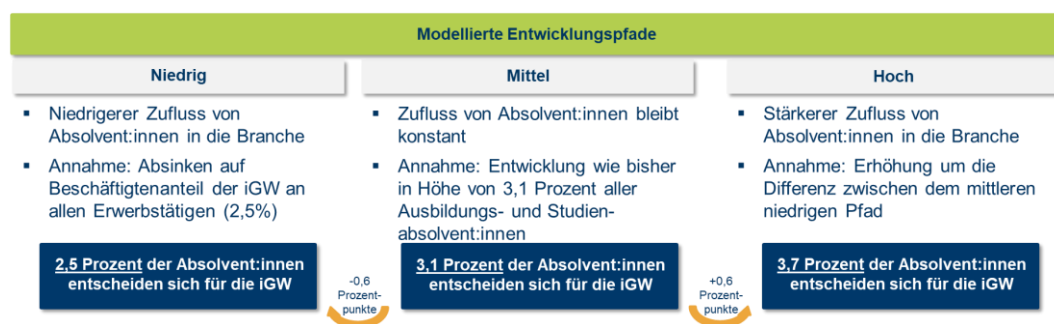 Modellierte Entwicklungspfade
Niedrig
▪ Niedrigerer Zufluss von
Absolvent:innen in die Branche
▪ Annahme: Absinken auf
Beschäftigtenanteil der iGW an
allen Erwerbstätigen (2,5%)
2,5 Prozent der Absolvent:innen
entscheiden sich für die iGW
-0,6
Prozent-
punkte
Mittel
▪ Zufluss von Absolvent:innen bleibt
konstant
▪ Annahme: Entwicklung wie bisher
in Höhe von 3,1 Prozent aller
Ausbildungs- und Studien-
absolvent:innen
3,1 Prozent der Absolvent:innen
entscheiden sich für die iGW
+0,6
Prozent-
punkte
Hoch
▪ Stärkerer Zufluss von
Absolvent:innen in die Branche
▪ Annahme: Erhöhung um die
Differenz zwischen dem mittleren
niedrigen Pfad
3,7 Prozent der Absolvent:innen
entscheiden sich für die iGW